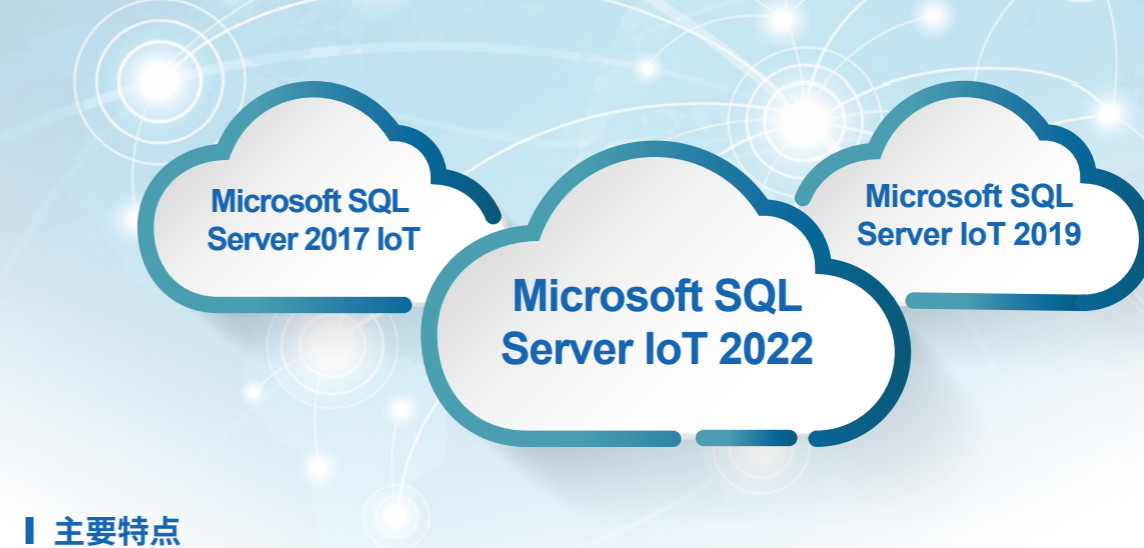 Microsoft SQL
Server 2017 IoT
Microsoft SQL
Server IoT 2022
Microsoft SQL
Server IoT 2019
主要特点